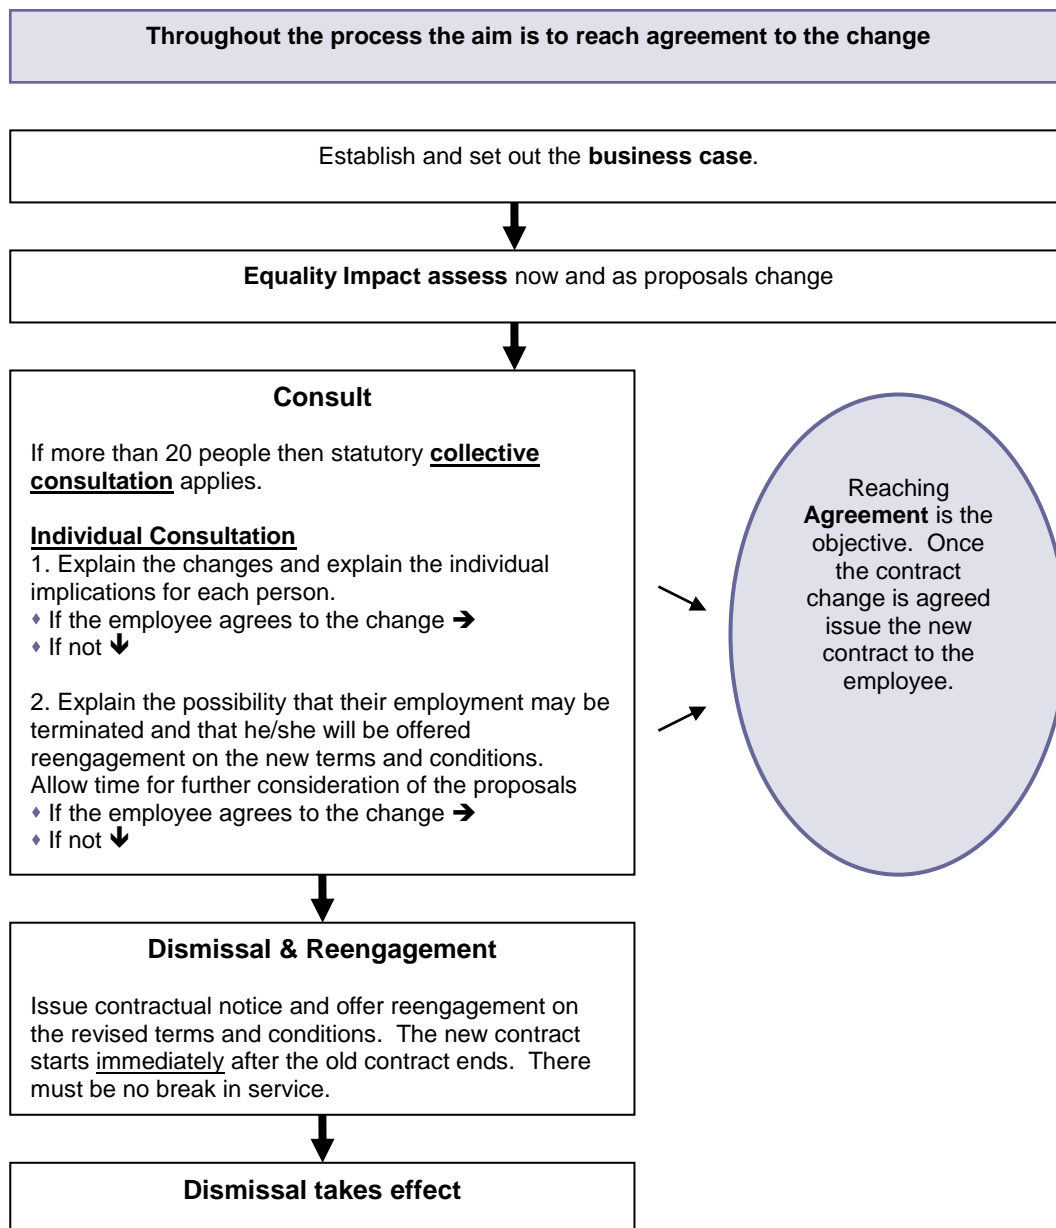 Throughout the process the aim is to reach agreement to the change
Establish and set out the business case.
Equality Impact assess now and as proposals change
Consult
If more than 20 people then statutory collective
consultation applies.
Individual Consultation
1. Explain the changes and explain the individual
implications for each person.
♦ If the employee agrees to the change ➔
♦ If not 🡻
2. Explain the possibility that their employment may be
terminated and that he/she will be offered
reengagement on the new terms and conditions.
Allow time for further consideration of the proposals
♦ If the employee agrees to the change ➔
♦ If not 🡻
Reaching
Agreement is the
objective.  Once
the contract
change is agreed
issue the new
contract to the
employee.
Dismissal & Reengagement
Issue contractual notice and offer reengagement on
the revised terms and conditions.  The new contract
starts immediately after the old contract ends.  There
must be no break in service.
Dismissal takes effect